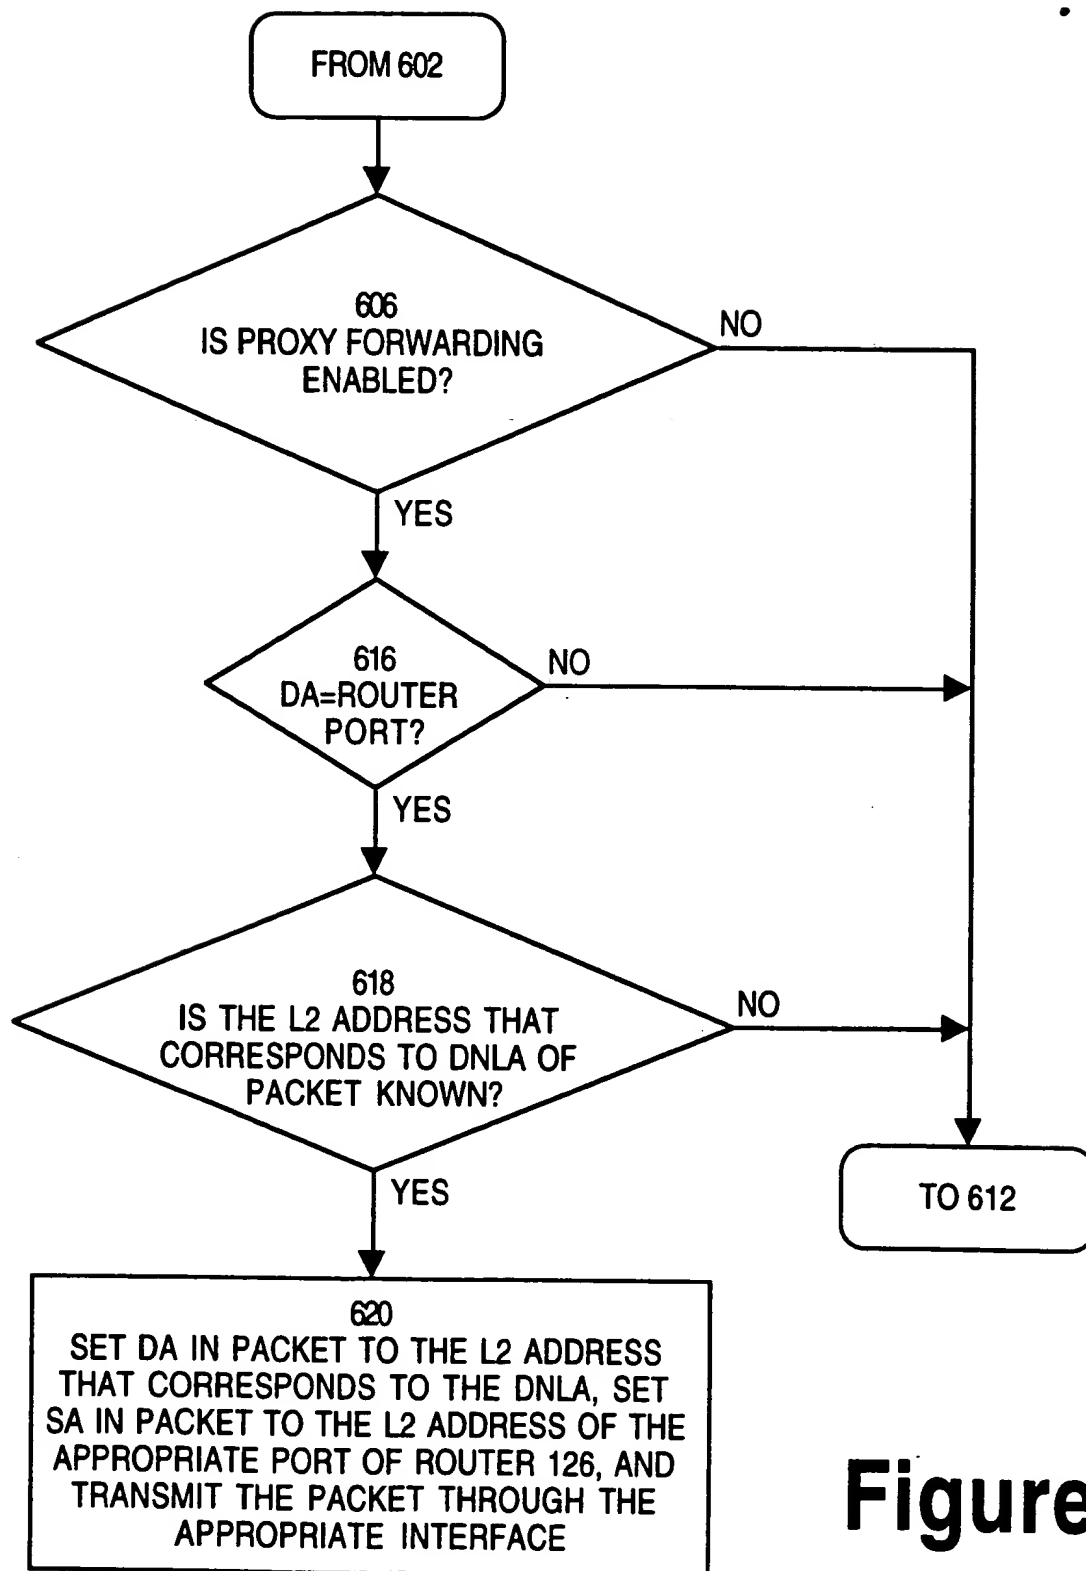 FROM 602
606
IS PROXY FORWARDING
ENABLED?
NO
YES
616
DA=ROUTER
PORT?
NO
YES
618
IS THE L2 ADDRESS THAT
CORRESPONDS TO DNLA OF
PACKET KNOWN?
NO
YES
TO 612
620
SET DA IN PACKET TO THE L2 ADDRESS
THAT CORRESPONDS TO THE DNLA, SET
SA IN PACKET TO THE L2 ADDRESS OF THE
APPROPRIATE PORT OF ROUTER 126, AND
TRANSMIT THE PACKET THROUGH THE
APPROPRIATE INTERFACE
Figure